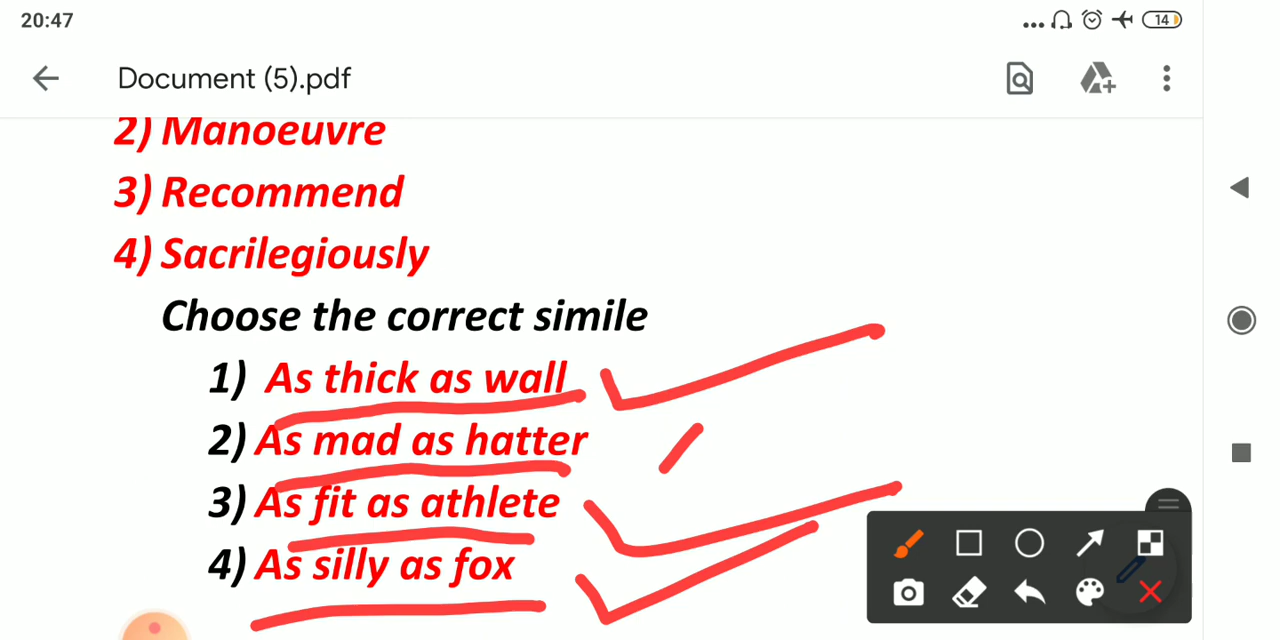 20:47
14
Document (5).pdf
2) Manoeuvre
3) Recommend
4) Sacrilegiously
Choose the correct simile
1) As thick as wall
2) As mad as hatter
3) As fit as athlete
4) As silly as fox